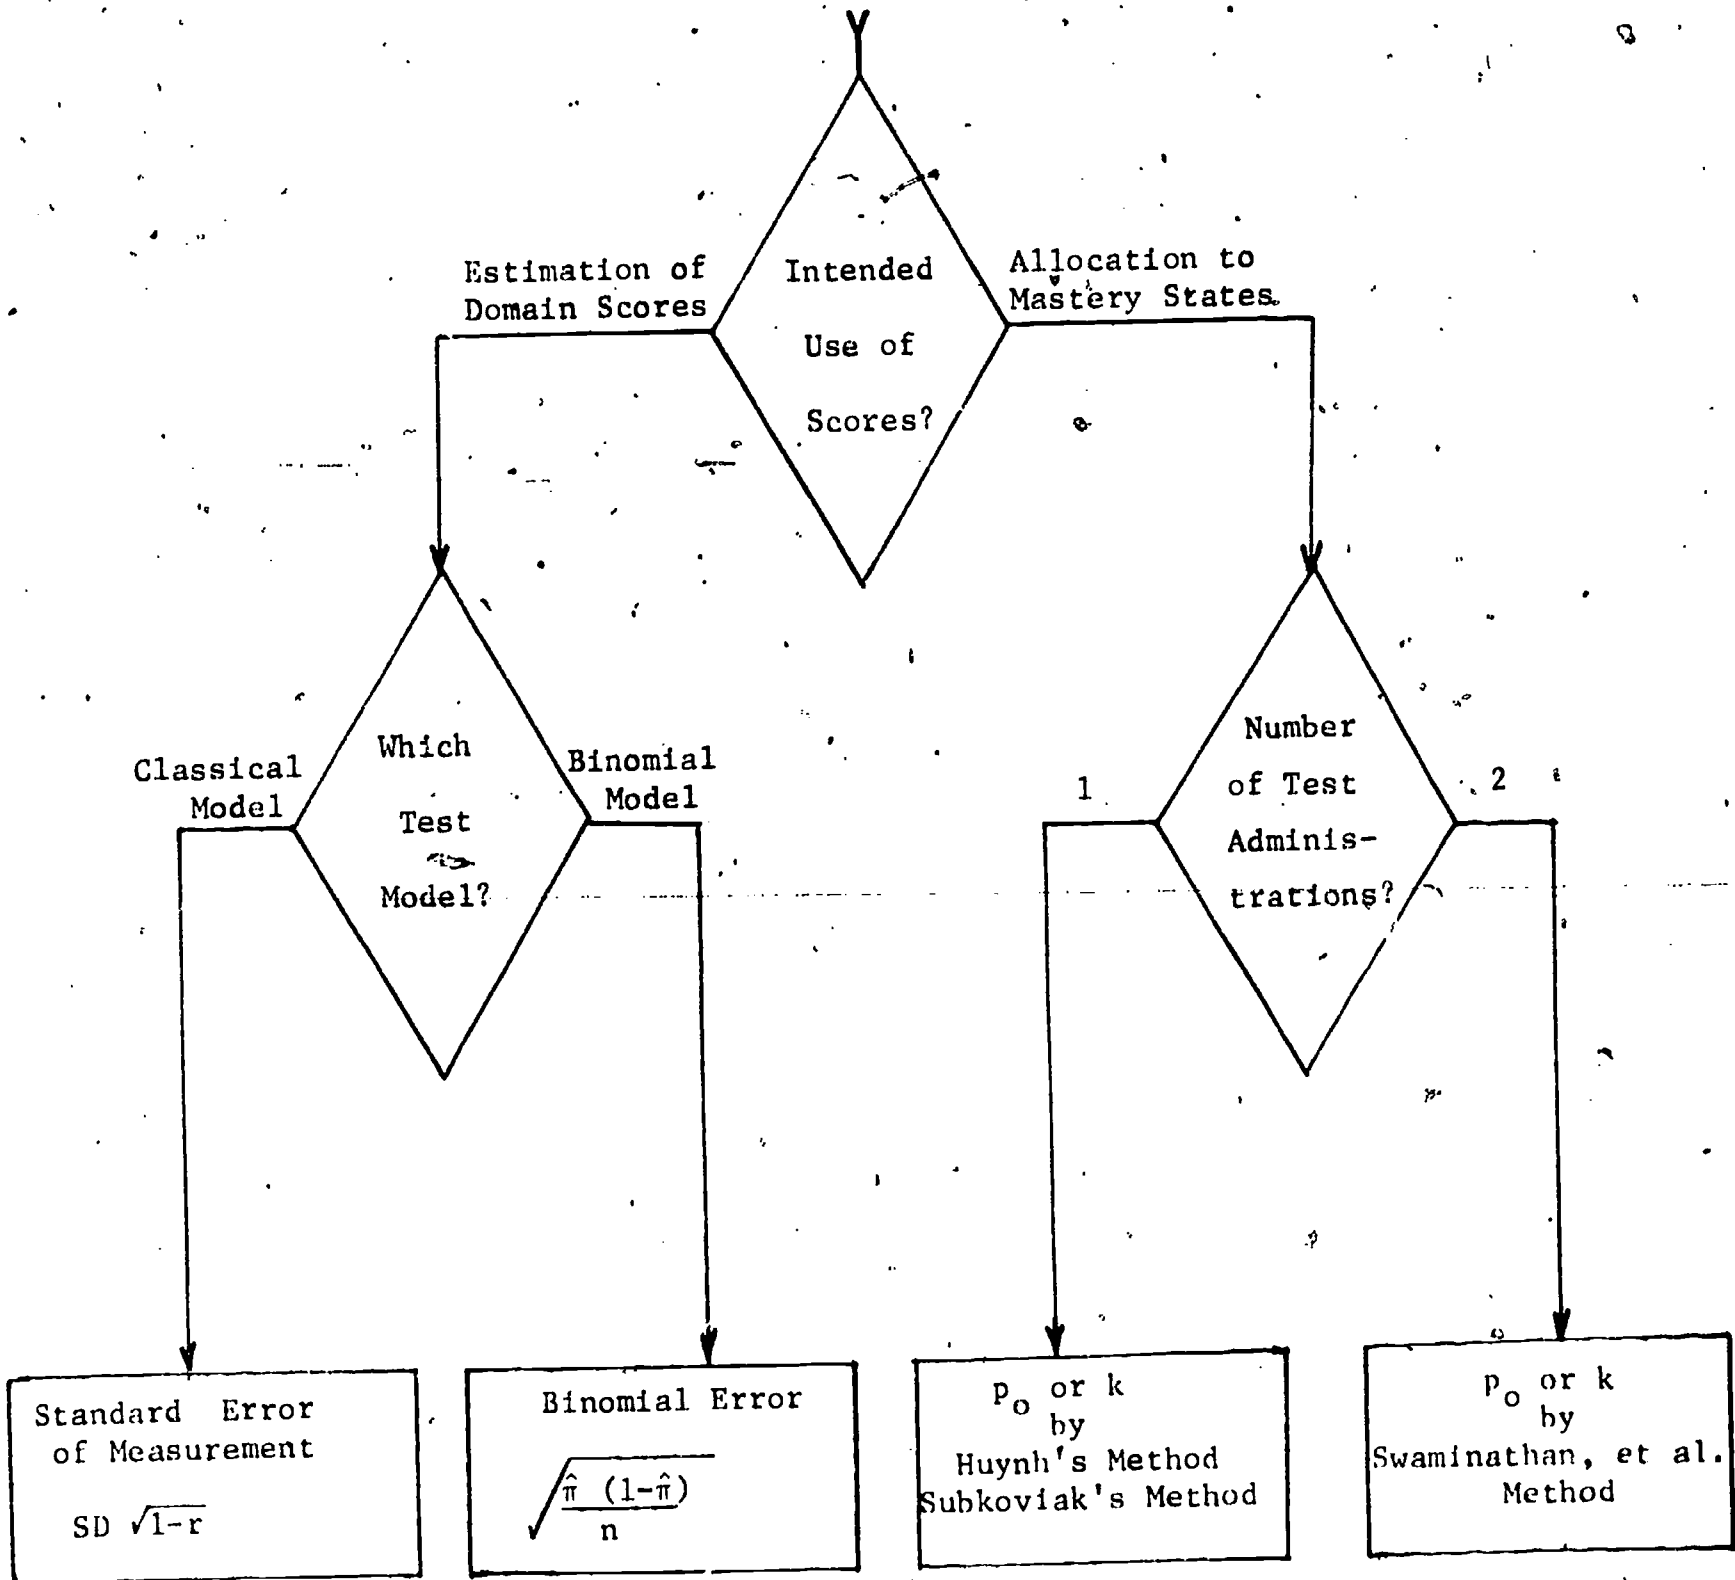 Intended
Use of
Scores?
Estimation of
Domain Scores
Allocation to
Mastery States
Which
Test
Model?
Classical
Model
Binomial
Model
Number
of Test
Adminis-
trations?
1
2
Standard Error
of Measurement
SD √1-r
Binomial Error
√π̂ (1-π̂)
n
po or k
by
Huynh's Method
Subkoviak's Method
po or k
by
Swaminathan, et al.
Method